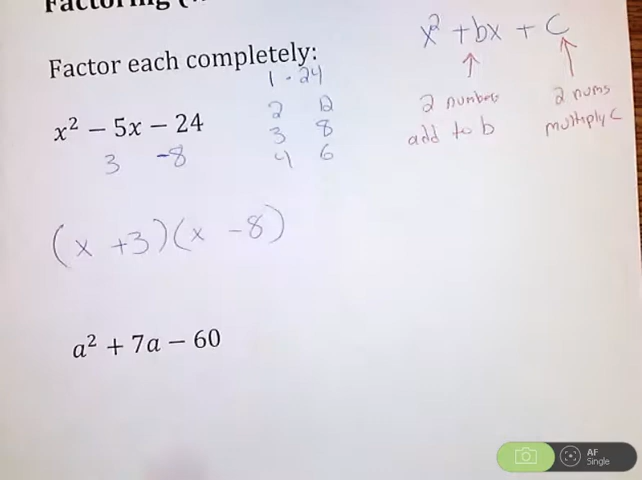 Factoring (
Factor each completely:
x² + bx + C
1 - 24
2 12
3 8
4 6
2 numbers
add to b
2 nums
multiply C
x² − 5x − 24
3 -8
(x +3)(x -8)
a² + 7a − 60
AF
Single